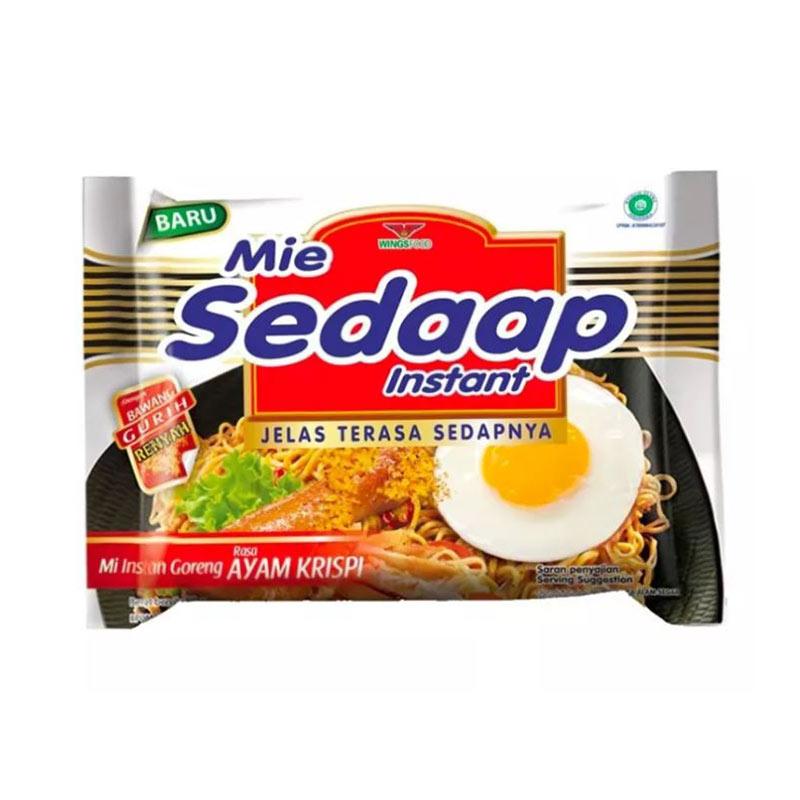 BARU
WINGSFOOD
Mie
Sedaap
Instant
JELAS TERASA SEDAPNYA
BAWANG
GURIH
RENYAH
Rasa
Mi Instan Goreng AYAM KRISPI
Saran penyajian
Serving Suggestion